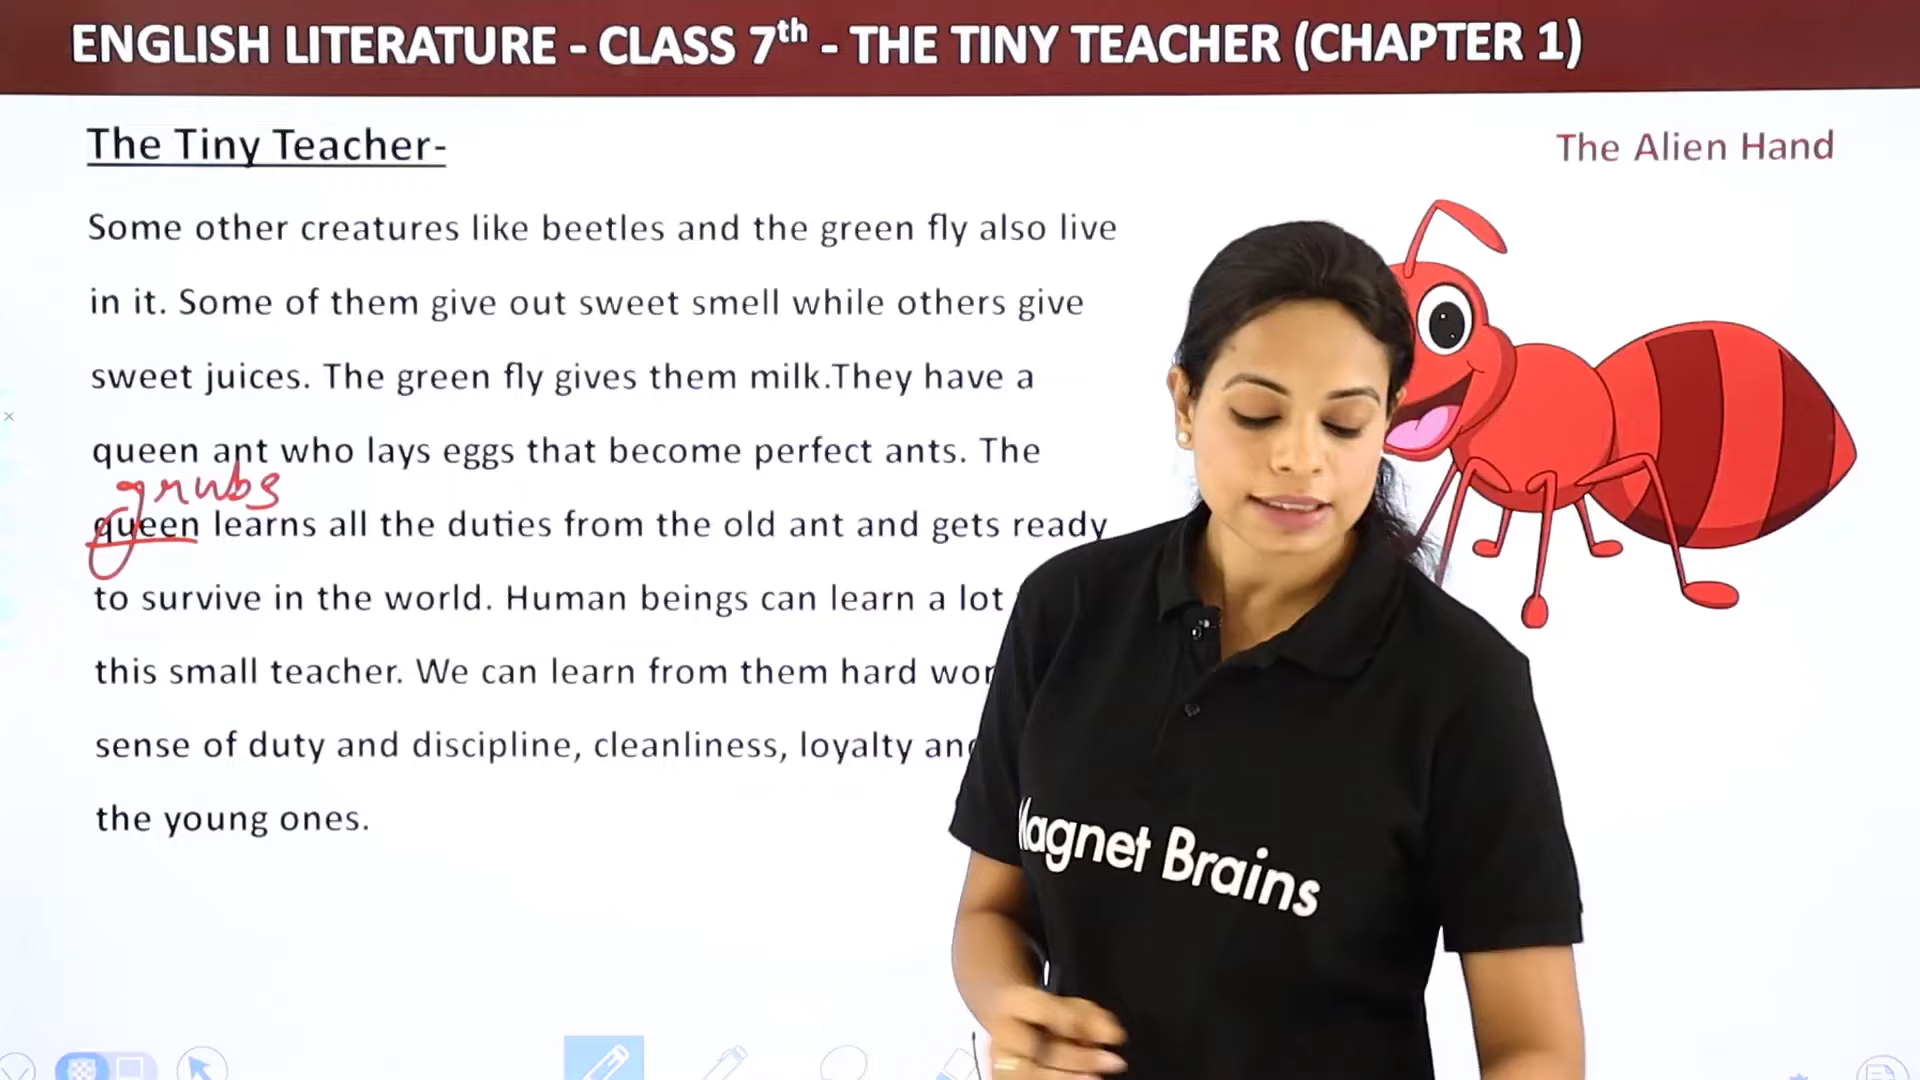 ENGLISH LITERATURE - CLASS 7th - THE TINY TEACHER (CHAPTER 1)
The Tiny Teacher-
The Alien Hand
Some other creatures like beetles and the green fly also live
in it. Some of them give out sweet smell while others give
sweet juices. The green fly gives them milk.They have a
queen ant who lays eggs that become perfect ants. The
grubs
queen learns all the duties from the old ant and gets ready
to survive in the world. Human beings can learn a lot
this small teacher. We can learn from them hard
sense of duty and discipline, cleanliness, loyalty
the young ones.
Magnet Brains